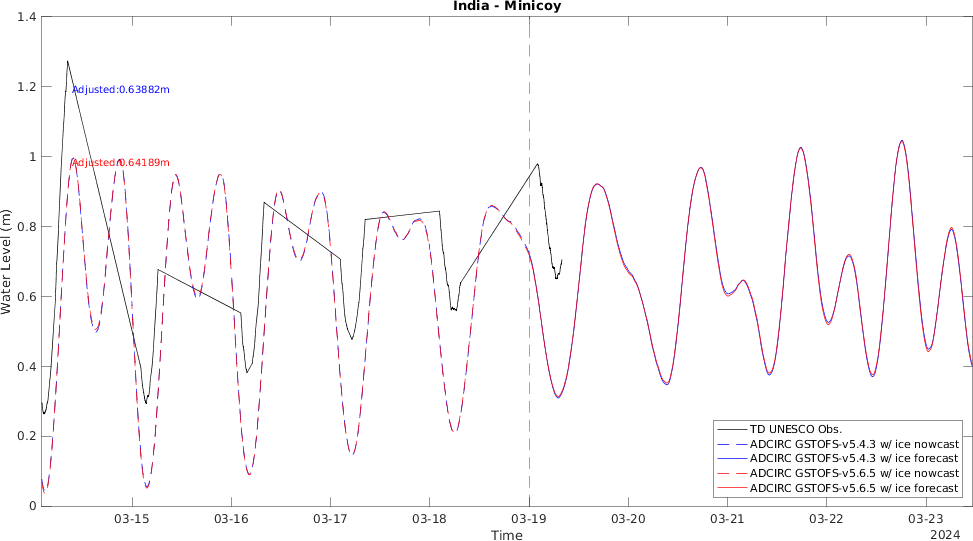 India - Minicoy
1.4
1.2
1
0.8
0.6
0.4
0.2
0
Water Level (m)
Adjusted:0.63882m
Adjusted:0.64189m
TD UNESCO Obs.
ADCIRC GSTOFS-v5.4.3 w/ ice nowcast
ADCIRC GSTOFS-v5.4.3 w/ ice forecast
ADCIRC GSTOFS-v5.6.5 w/ ice nowcast
ADCIRC GSTOFS-v5.6.5 w/ ice forecast
03-15 03-16 03-17 03-18 03-19 03-20 03-21 03-22 03-23
Time
2024